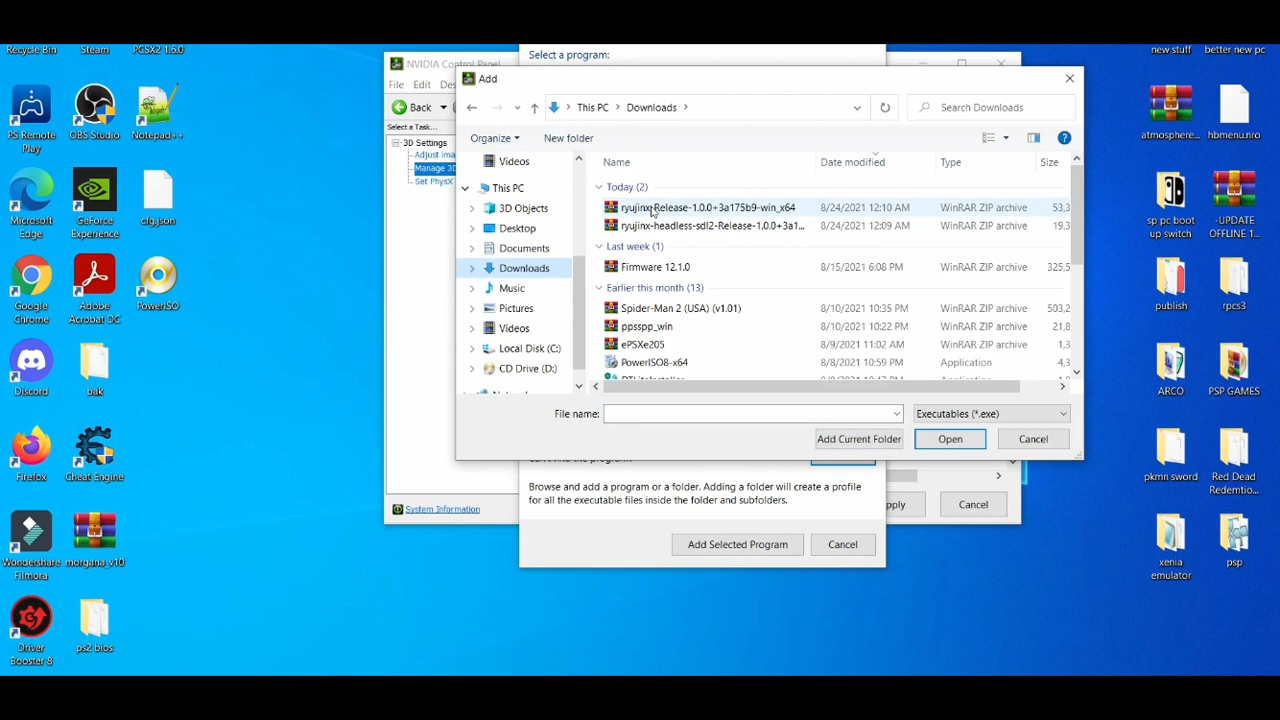 Recycle Bin
Steam
PCSX2 1.6.0
PS Remote
Play
OBS Studio
Notepad++
Microsoft
Edge
GeForce
Experience
cfg.json
Google
Chrome
Adobe
Acrobat DC
PowerISO
Discord
bak
Firefox
Cheat Engine
Wondershare
Filmora
morgana_v10
Driver
Booster 8
ps2 bios
NVIDIA Control Panel
File
Edit
Des
Back
Select a Task...
3D Settings
Adjust ima
Manage 3D
Set PhysX
System Information
Select a program:
Add
This PC
Downloads
Search Downloads
Organize
New folder
Videos
This PC
3D Objects
Desktop
Documents
Downloads
Music
Pictures
Videos
Local Disk (C:)
CD Drive (D:)
Name
Date modified
Type
Size
Today (2)
ryujinx-Release-1.0.0+3a175b9-win_x64 8/24/2021 12:10 AM WinRAR ZIP archive 53,3
ryujinx-headless-sdl2-Release-1.0.0+3a1... 8/24/2021 12:09 AM WinRAR ZIP archive 19,3
Last week (1)
Firmware 12.1.0 8/15/2021 6:08 PM WinRAR ZIP archive 325,5
Earlier this month (13)
Spider-Man 2 (USA) (v1.01) 8/10/2021 10:35 PM WinRAR ZIP archive 503,2
ppsspp_win 8/10/2021 10:22 PM WinRAR ZIP archive 21,8
ePSXe205 8/9/2021 11:02 AM WinRAR ZIP archive 1,3
PowerISO8-x64 8/8/2021 10:59 PM Application 4,3
File name:
Executables (*.exe)
Add Current Folder
Open
Cancel
Browse and add a program or a folder. Adding a folder will create a profile
for all the executable files inside the folder and subfolders.
Add Selected Program
Cancel
pply
Cancel
new stuff
better new pc
atmosphere...
hbmenu.nro
sp pc boot
up switch
-UPDATE
OFFLINE 1...
publish
rpcs3
ARCO
PSP GAMES
pkmn sword
Red Dead
Redemtio...
xenia
emulator
psp